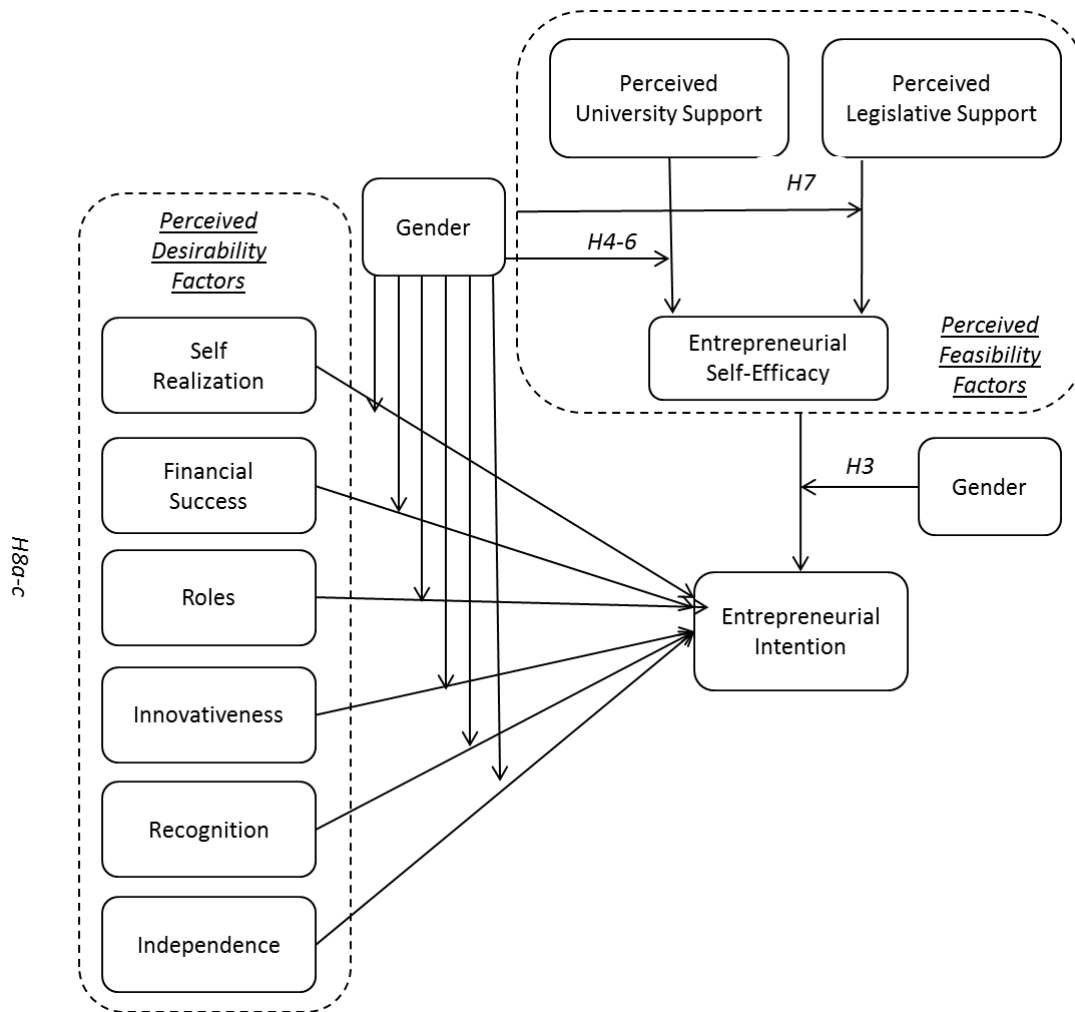 Perceived
University Support
Perceived
Legislative Support
H7
Gender
H4-6
Perceived
Desirability
Factors
Self
Realization
Entrepreneurial
Self-Efficacy
Perceived
Feasibility
Factors
Financial
Success
H3
Gender
H8a-c
Roles
Entrepreneurial
Intention
Innovativeness
Recognition
Independence